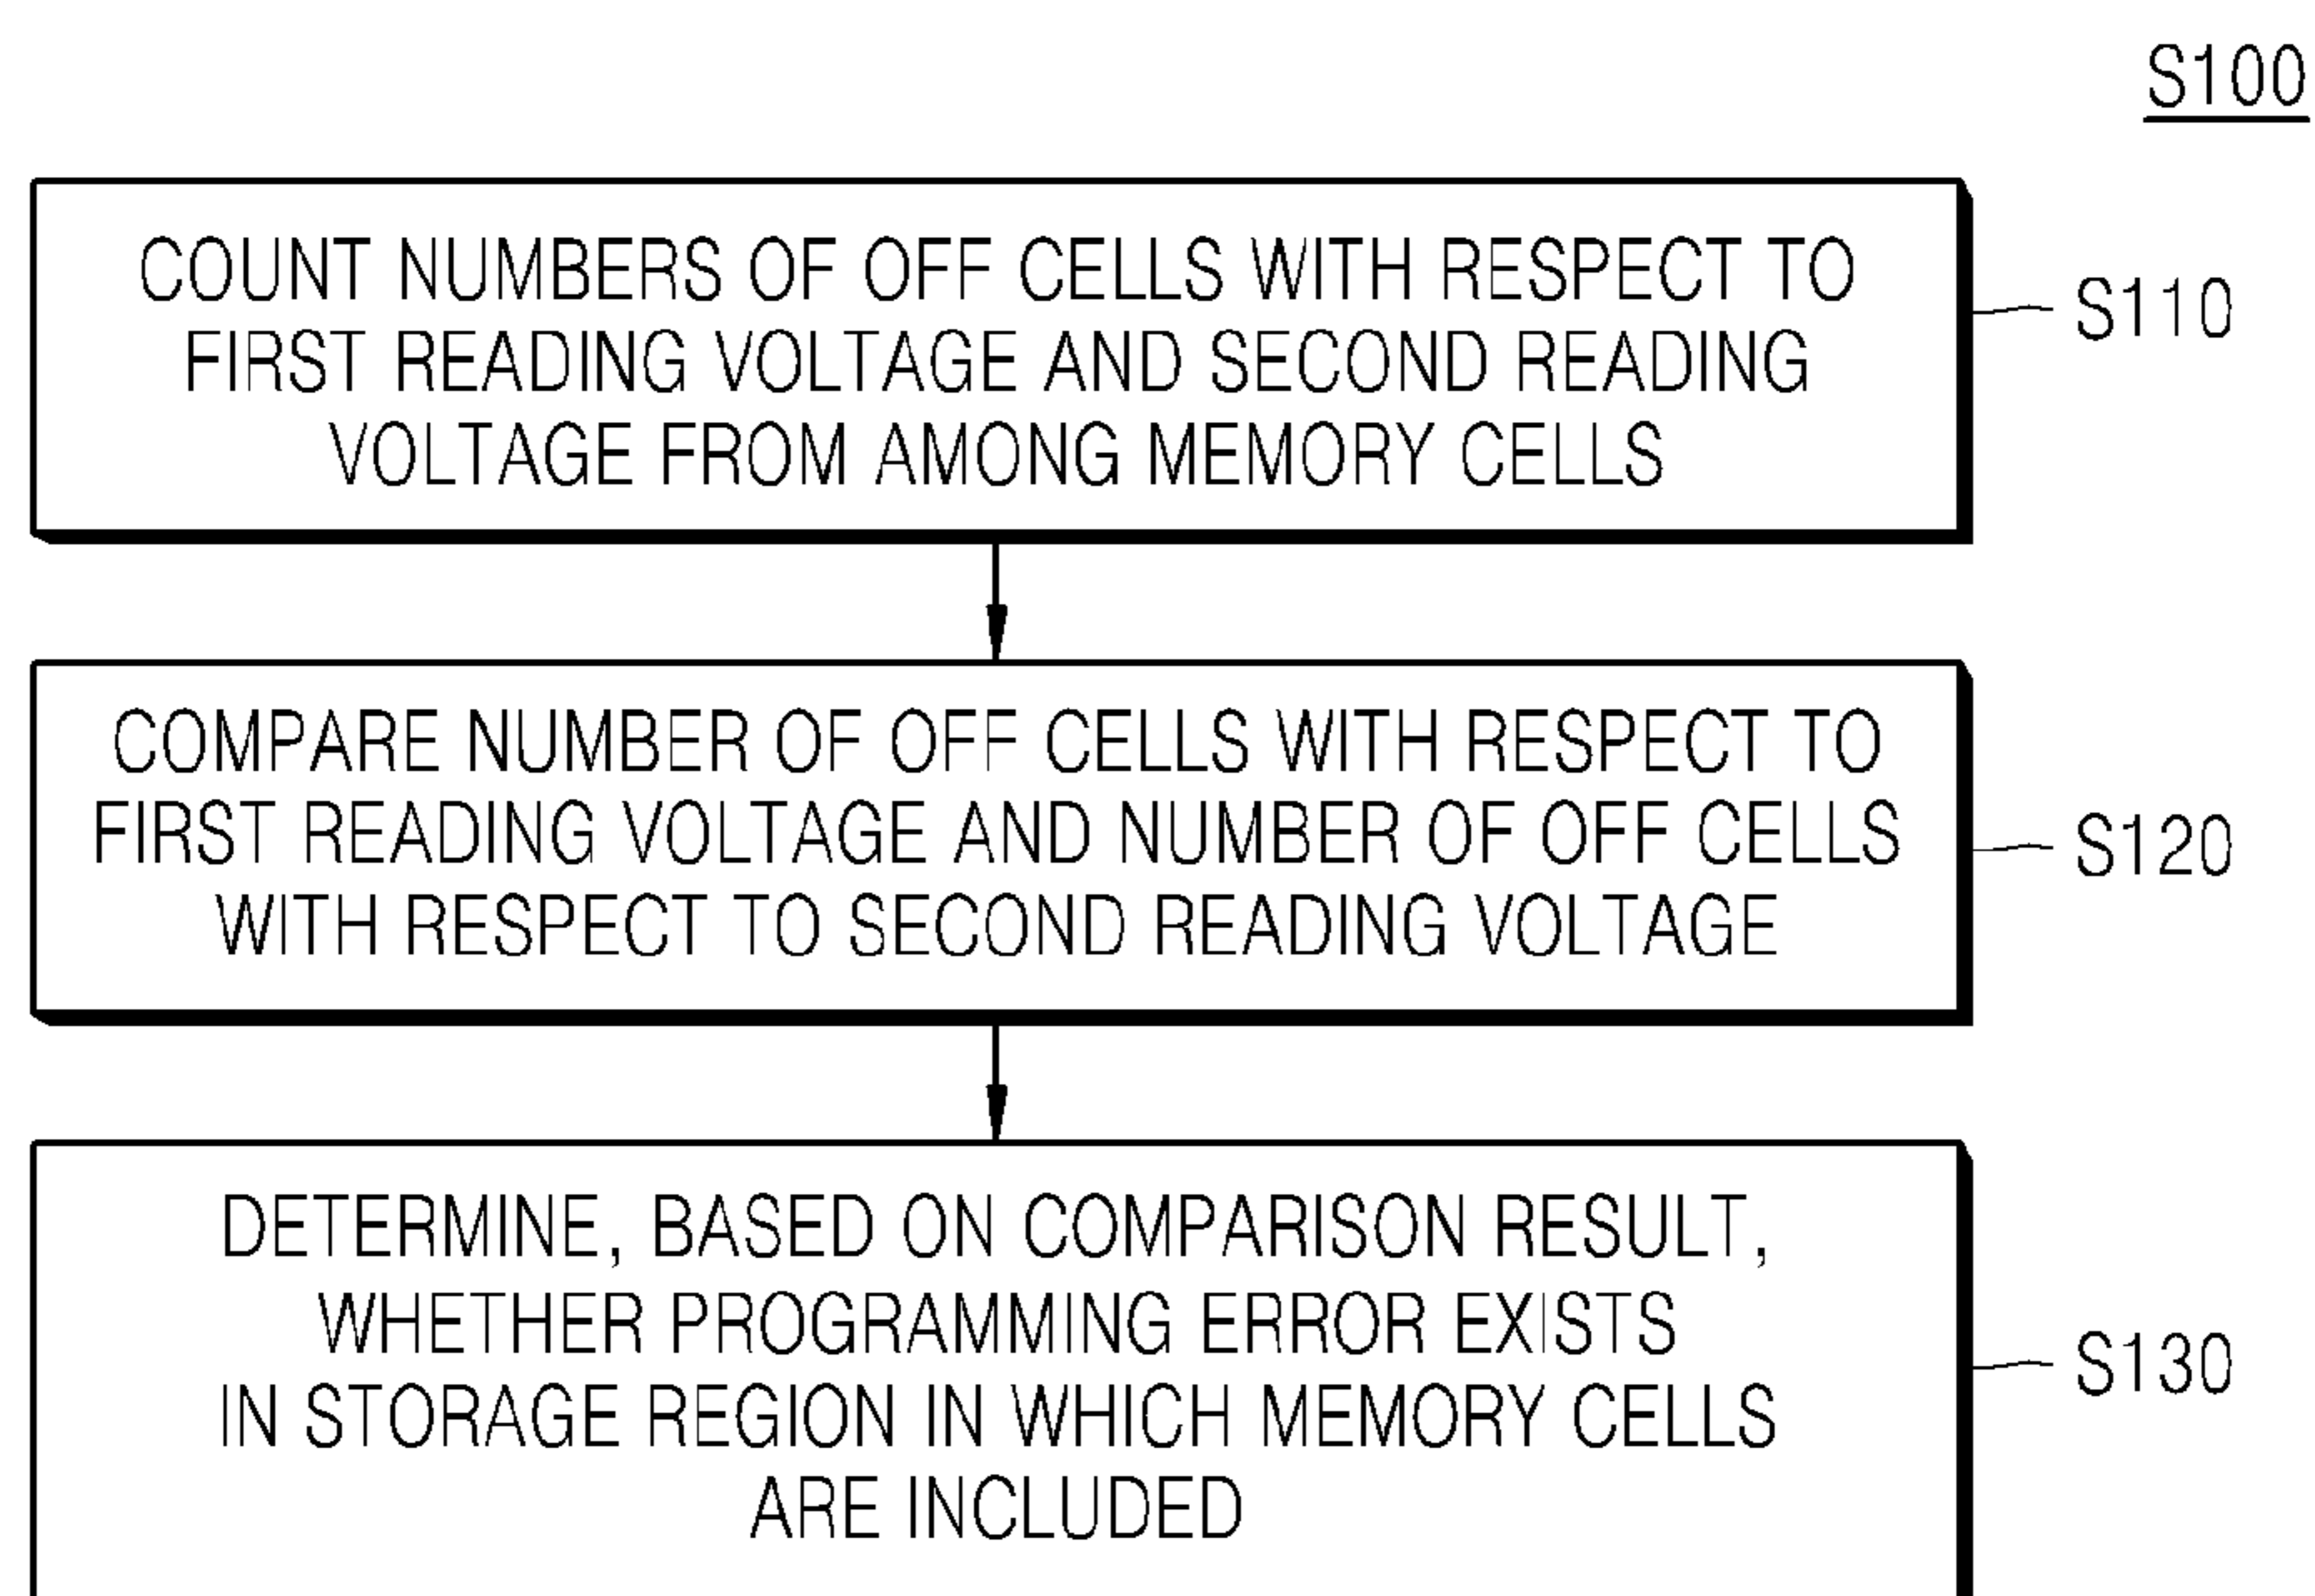 S100
COUNT NUMBERS OF OFF CELLS WITH RESPECT TO
FIRST READING VOLTAGE AND SECOND READING
VOLTAGE FROM AMONG MEMORY CELLS
S110
COMPARE NUMBER OF OFF CELLS WITH RESPECT TO
FIRST READING VOLTAGE AND NUMBER OF OFF CELLS
WITH RESPECT TO SECOND READING VOLTAGE
S120
DETERMINE, BASED ON COMPARISON RESULT,
WHETHER PROGRAMMING ERROR EXISTS
IN STORAGE REGION IN WHICH MEMORY CELLS
ARE INCLUDED
S130